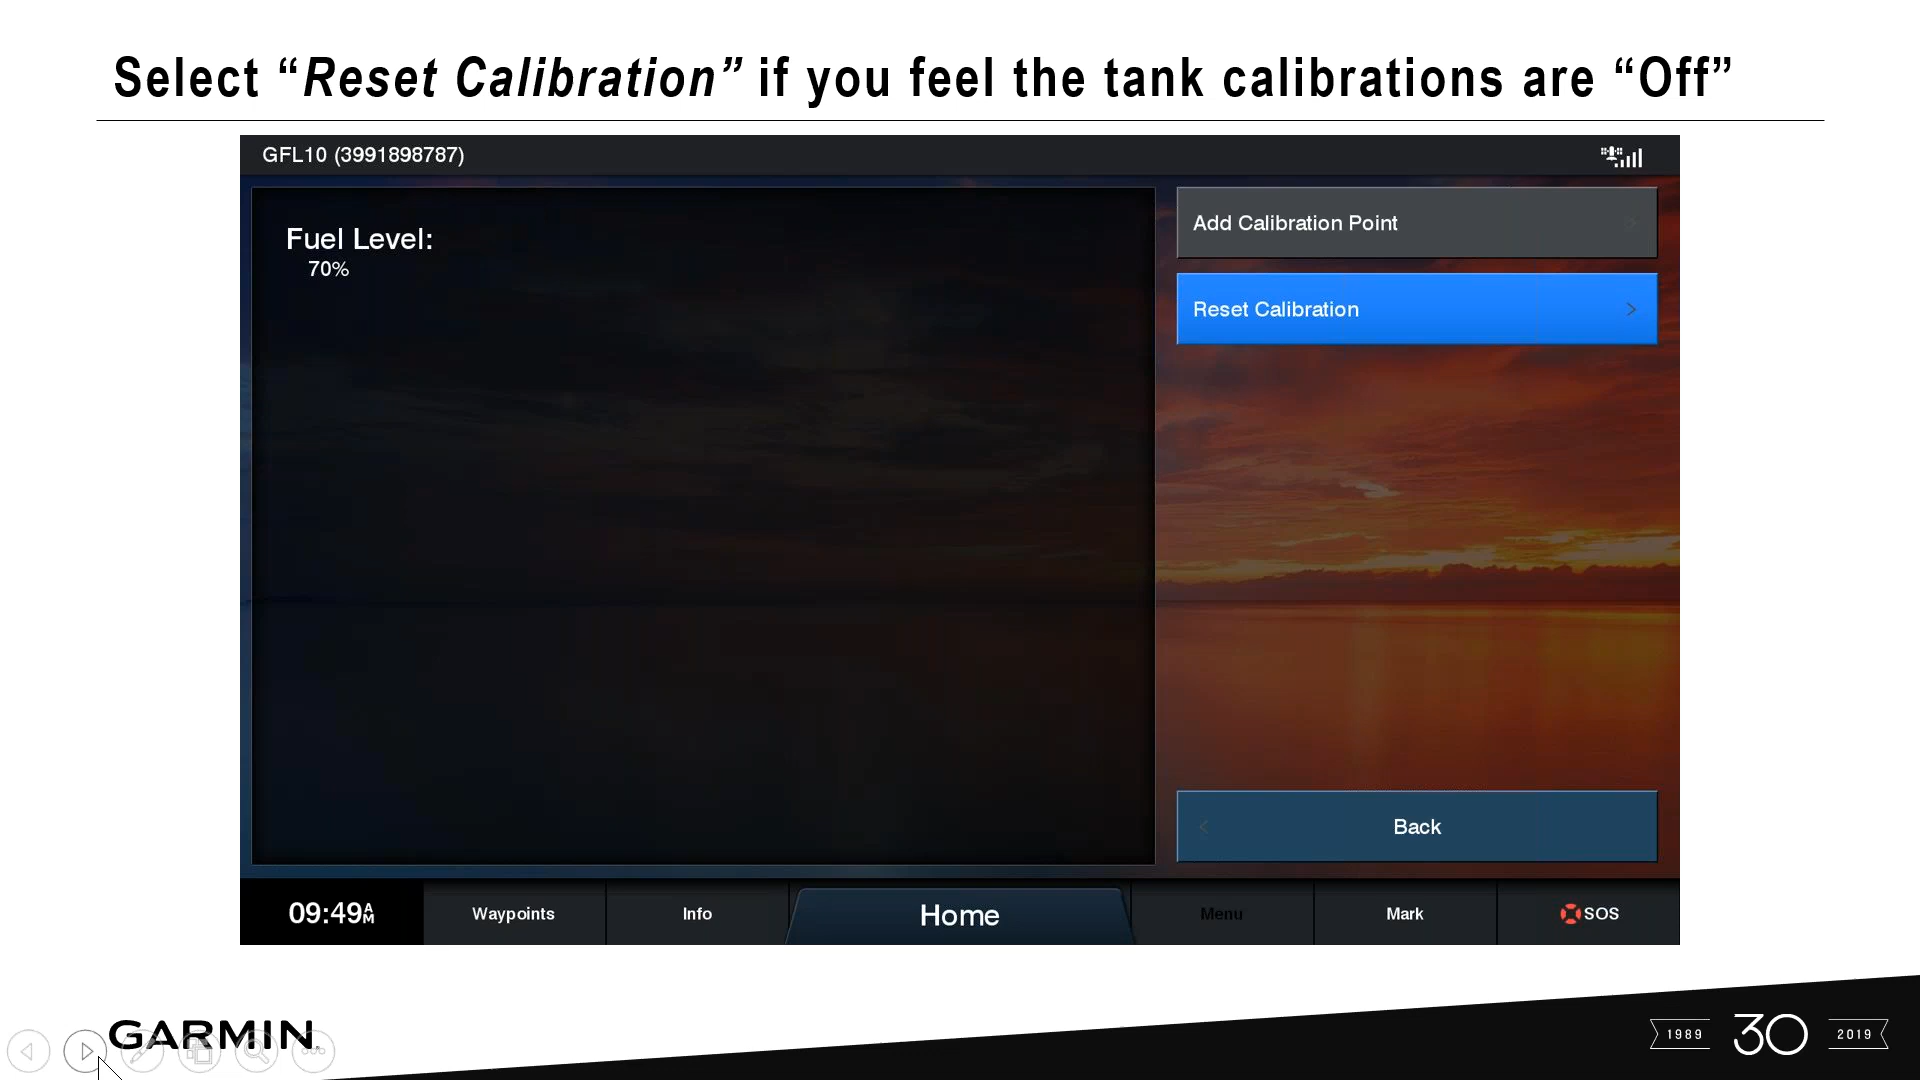 Select “Reset Calibration” if you feel the tank calibrations are “Off”
GFL10 (3991898787)
Fuel Level:
70%
Add Calibration Point
Reset Calibration
Back
09:49AM
Waypoints
Info
Home
Menu
Mark
SOS
GARMIN
1989
30
2019